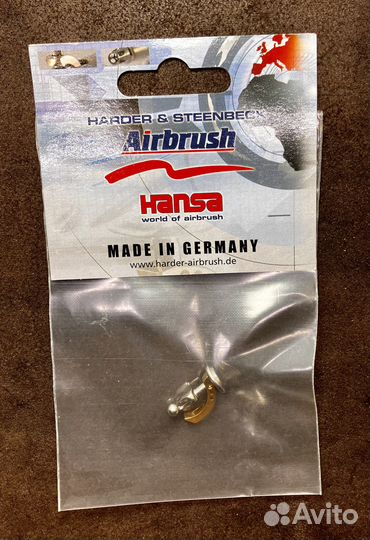 HARDER & STEENBECK
Airbrush
Hansa
world of airbrush
MADE IN GERMANY
www.harder-airbrush.de
Avito